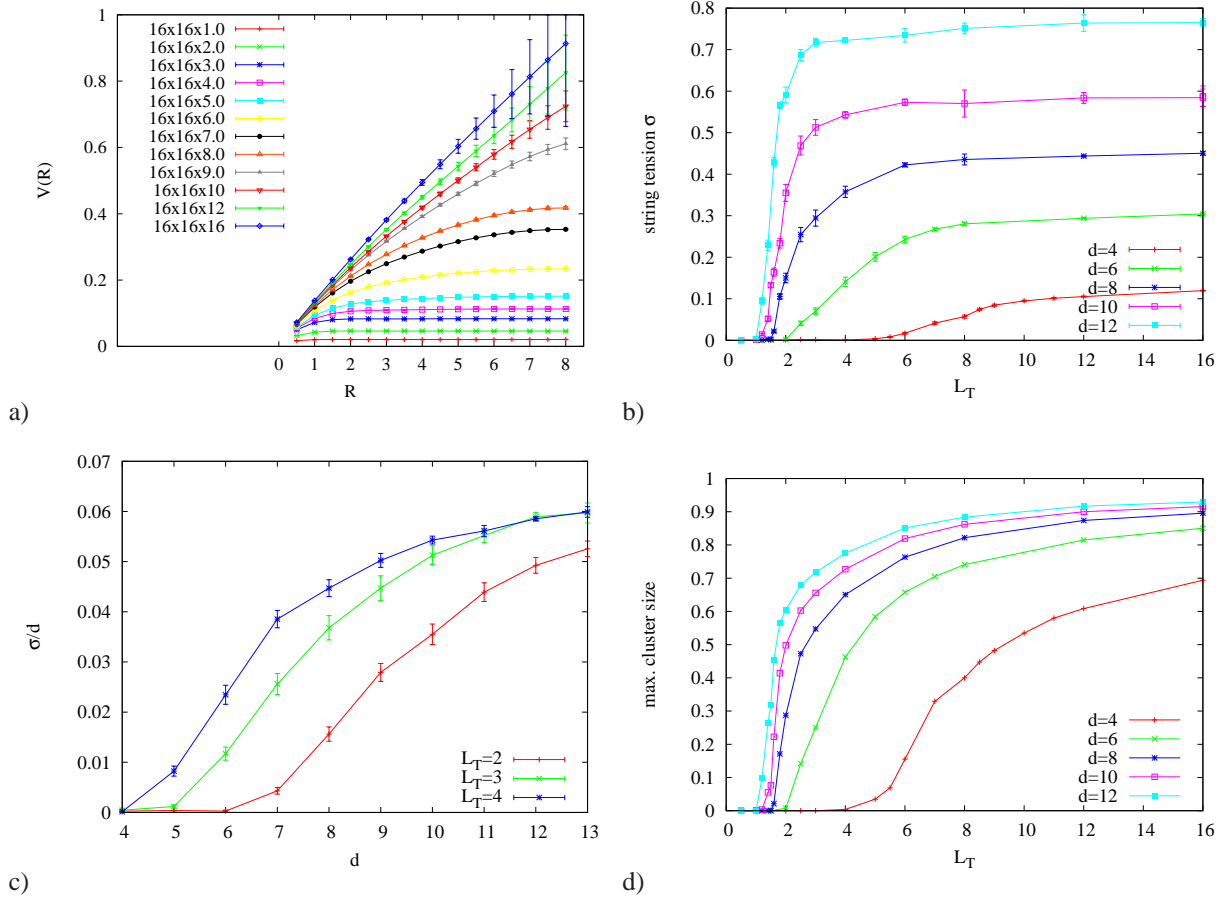 1
0.8
0.6
0.4
0.2
0
V(R)
16x16x1.0
16x16x2.0
16x16x3.0
16x16x4.0
16x16x5.0
16x16x6.0
16x16x7.0
16x16x8.0
16x16x9.0
16x16x10
16x16x12
16x16x16
0 1 2 3 4 5 6 7 8
R
a)
0.8
0.7
0.6
0.5
0.4
0.3
0.2
0.1
0
string tension σ
d=4
d=6
d=8
d=10
d=12
0 2 4 6 8 10 12 14 16
L_T
b)
0.07
0.06
0.05
0.04
0.03
0.02
0.01
0
σ/d
L_T=2
L_T=3
L_T=4
4 5 6 7 8 9 10 11 12 13
d
c)
1
0.9
0.8
0.7
0.6
0.5
0.4
0.3
0.2
0.1
0
max. cluster size
d=4
d=6
d=8
d=10
d=12
0 2 4 6 8 10 12 14 16
L_T
d)